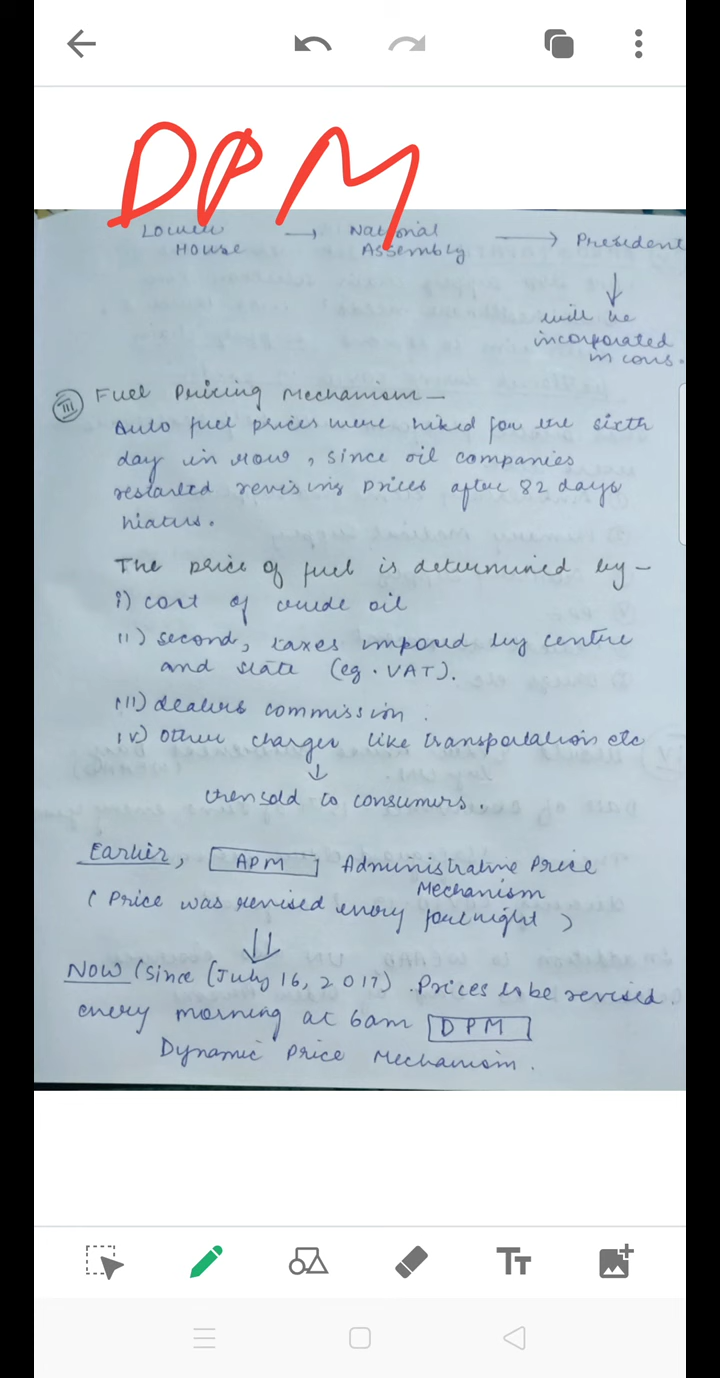 DPM
Lower → National → President
House Assembly
↓
will be
incorporated
in cons.
(III) Fuel Pricing Mechanism –
Auto fuel prices were hiked for the sixth
day in row, since oil companies
restarted revising prices after 82 days
hiatus.
The price of fuel is determined by –
i) cost of crude oil
ii) second, taxes imposed by centre
and state (eg. VAT).
iii) dealers commission.
iv) other charges like transportation etc
↓
then sold to consumers.
Earlier, APM Administrative Price
Mechanism
(Price was revised every fortnight)
⇓
Now (Since (July 16, 2017). Prices to be revised.
every morning at 6am DPM
Dynamic Price Mechanism.
TT